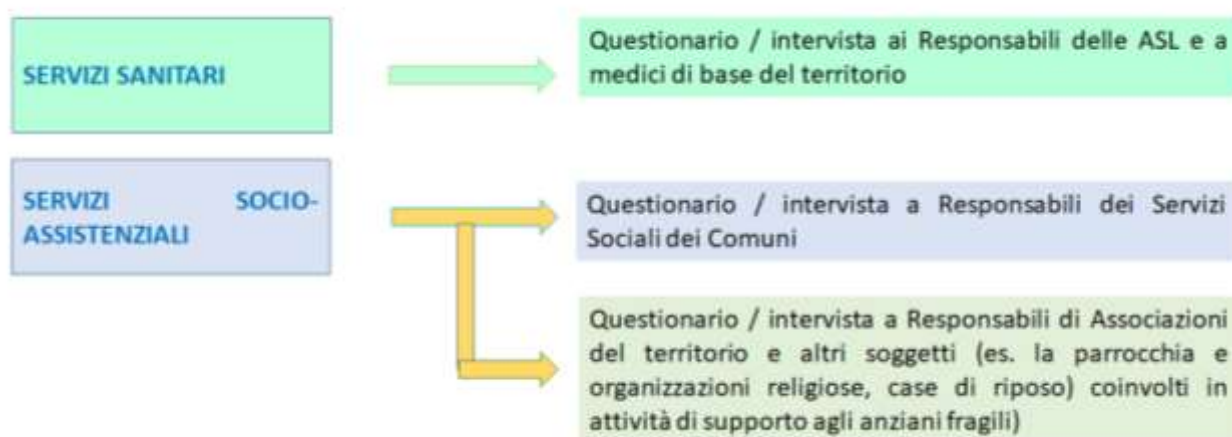 SERVIZI SANITARI
Questionario / intervista ai Responsabili delle ASL e a
medici di base del territorio
SERVIZI SOCIO-
ASSISTENZIALI
Questionario / intervista a Responsabili dei Servizi
Sociali dei Comuni
Questionario / intervista a Responsabili di Associazioni
del territorio e altri soggetti (es. la parrocchia e
organizzazioni religiose, case di riposo) coinvolti in
attività di supporto agli anziani fragili)